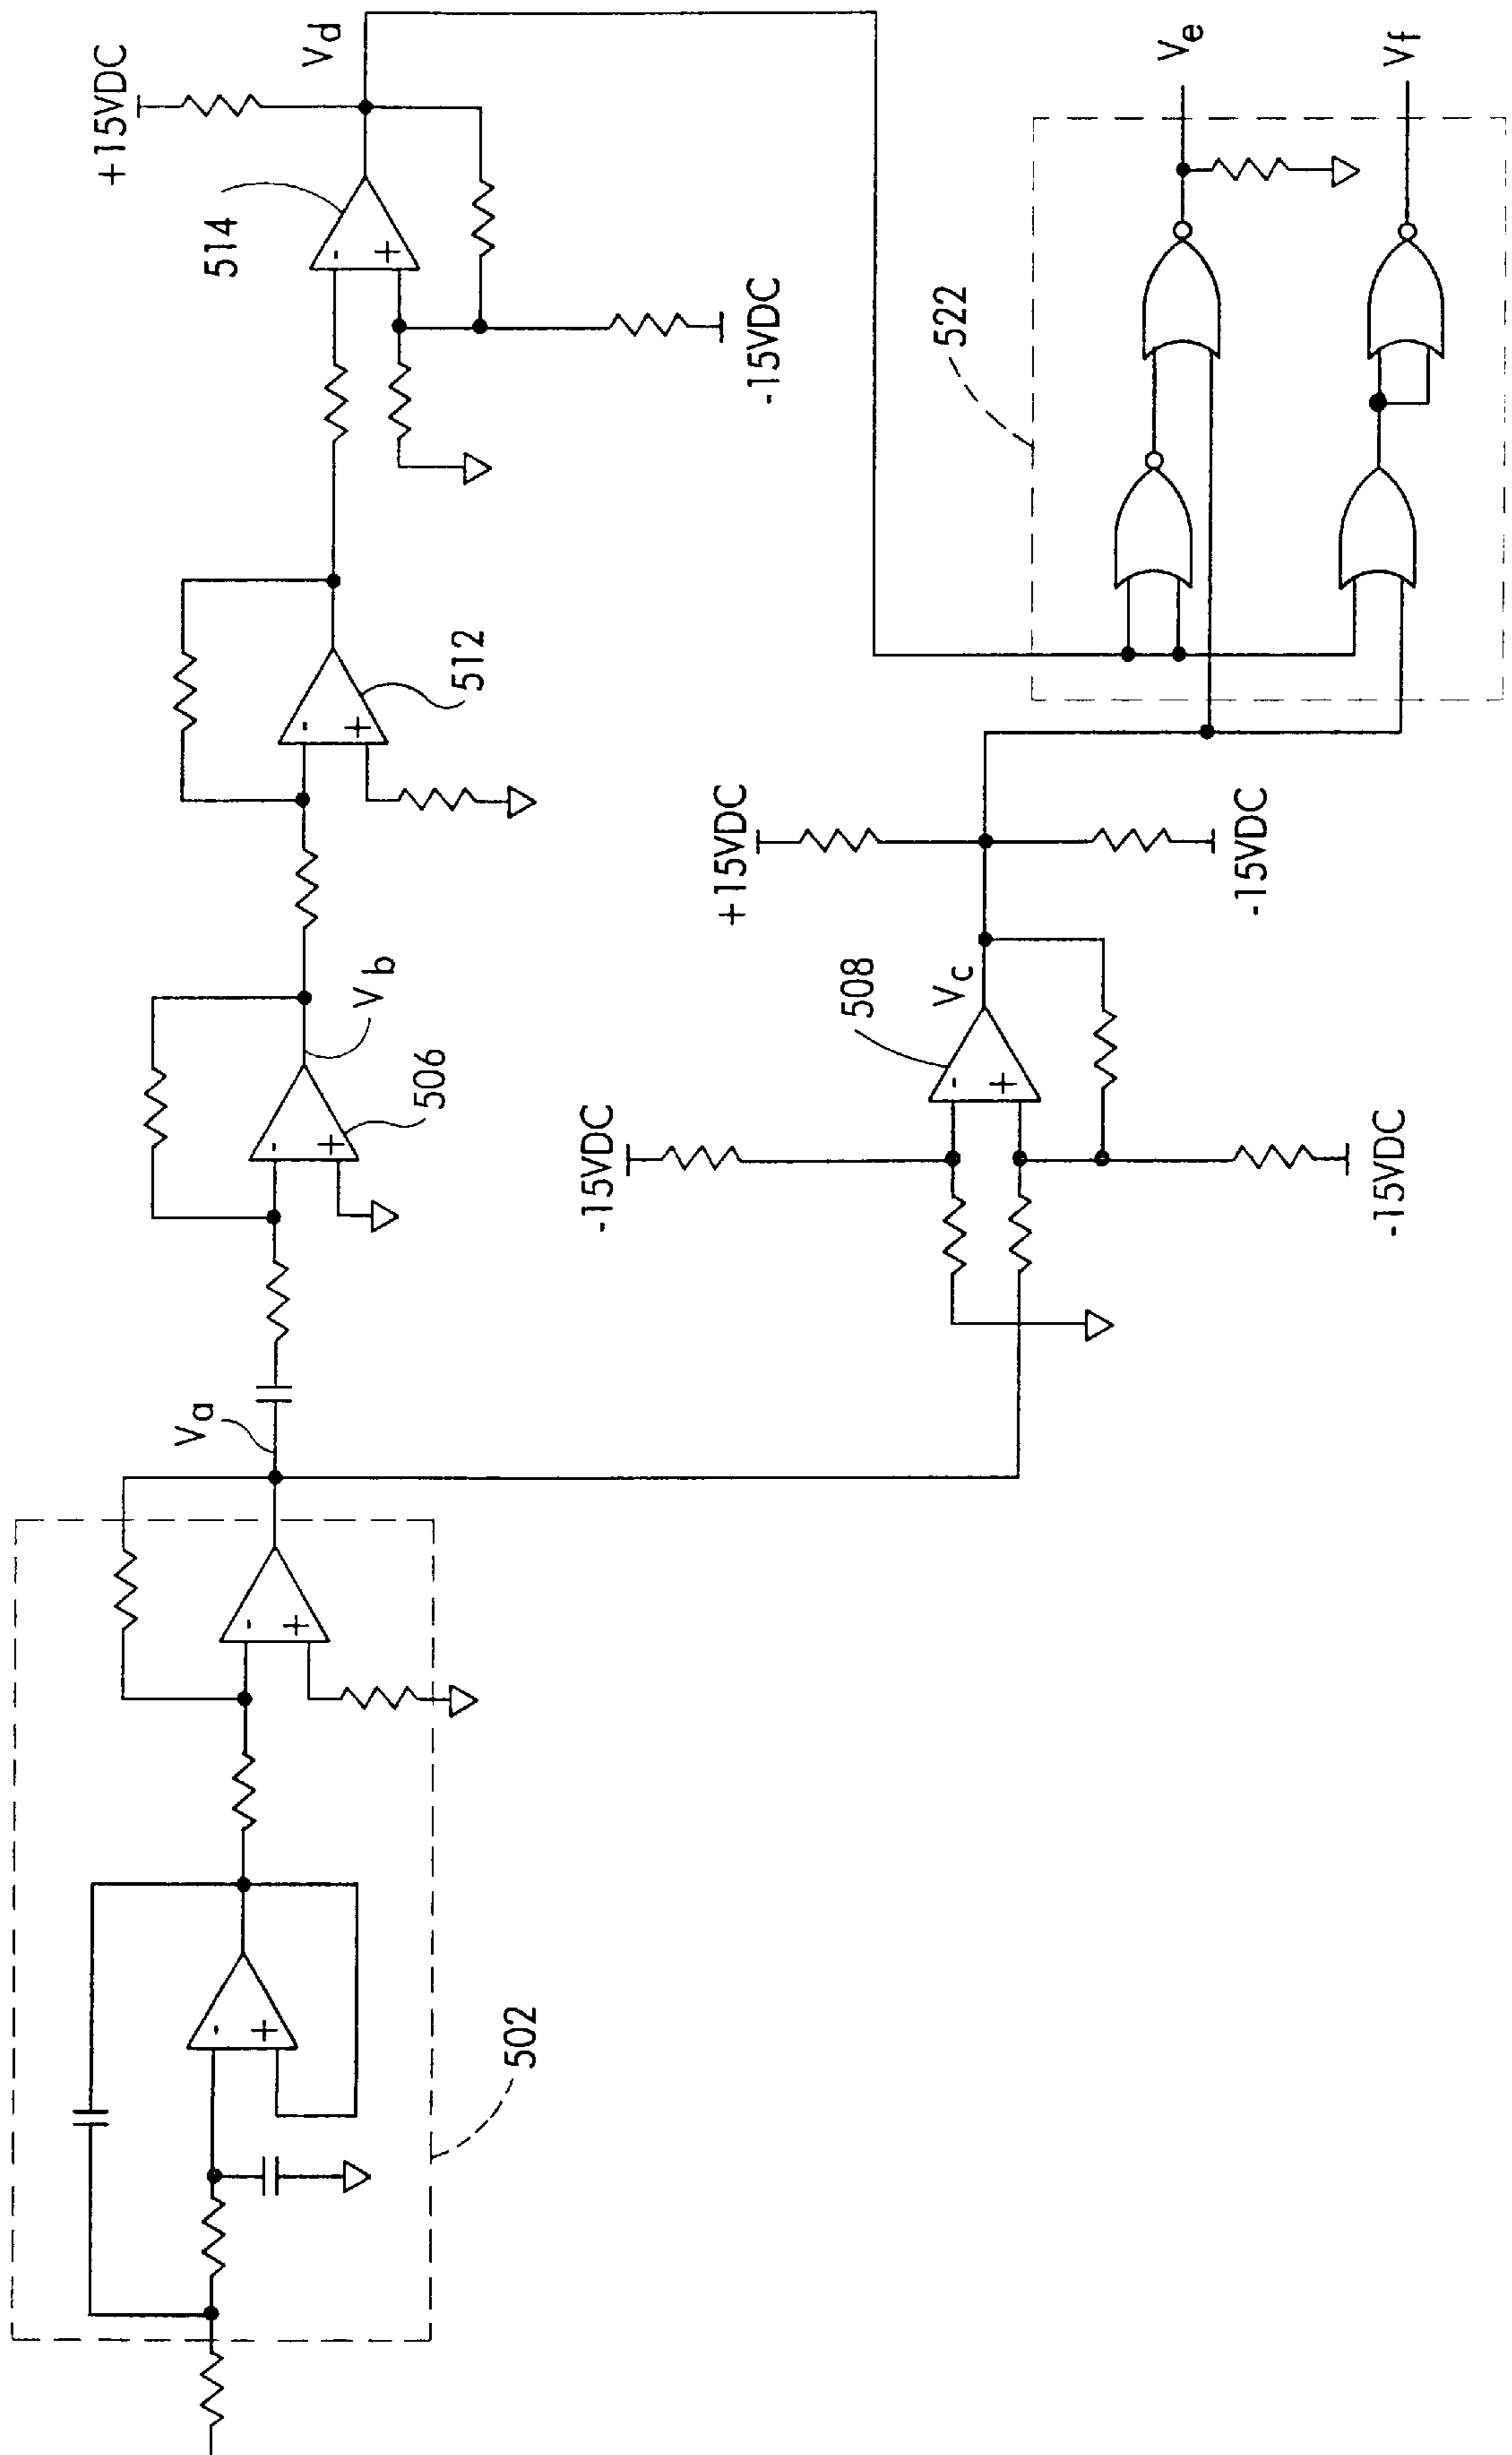 +15VDC
Vd
514
-
+
-15VDC
522
Ve
Vf
-
+
512
-
+
Vb
506
+15VDC
-15VDC
508
Vc
-
+
-15VDC
-15VDC
Va
-
+
-
+
502